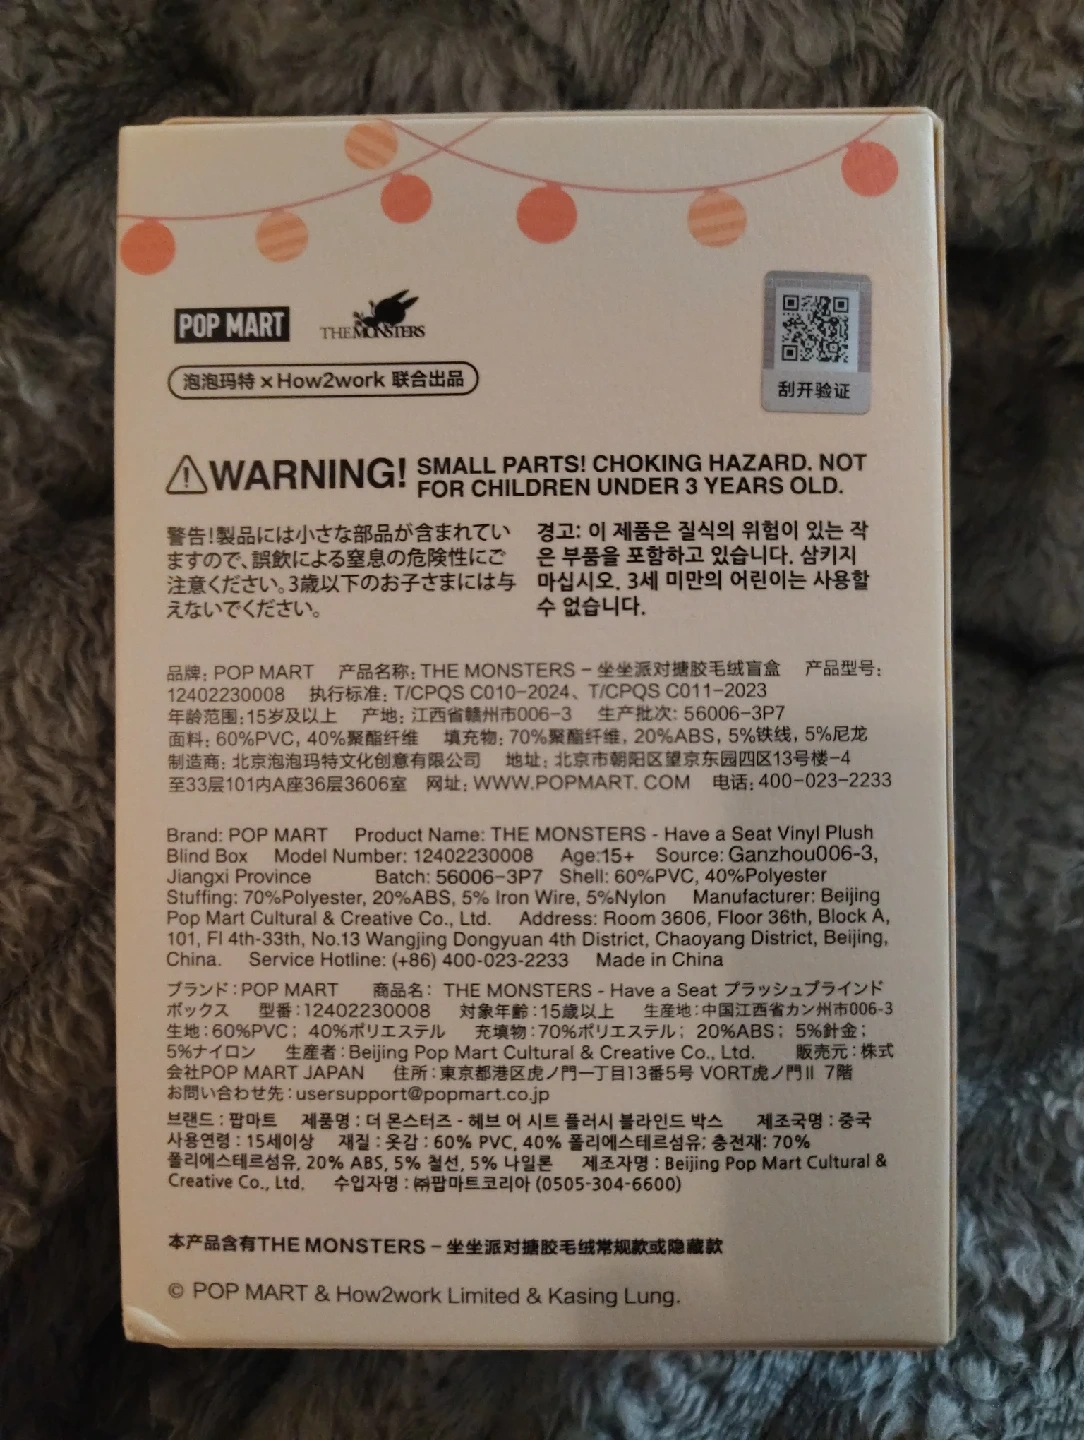 POP MART
THE MONSTERS
泡泡玛特 × How2work 联合出品
刮开验证
WARNING! SMALL PARTS! CHOKING HAZARD. NOT
FOR CHILDREN UNDER 3 YEARS OLD.
警告!製品には小さな部品が含まれてい
ますので、誤飲による窒息の危険性にご
注意ください。3歳以下のお子さまには与
えないでください。
경고: 이 제품은 질식의 위험이 있는 작
은 부품을 포함하고 있습니다. 삼키지
마십시오. 3세 미만의 어린이는 사용할
수 없습니다.
品牌: POP MART 产品名称: THE MONSTERS – 坐坐派对搪胶毛绒盲盒 产品型号:
12402230008 执行标准: T/CPQS C010-2024、T/CPQS C011-2023
年龄范围:15岁及以上 产地: 江西省赣州市006-3 生产批次: 56006-3P7
面料: 60%PVC, 40%聚酯纤维 填充物: 70%聚酯纤维, 20%ABS, 5%铁线, 5%尼龙
制造商: 北京泡泡玛特文化创意有限公司 地址: 北京市朝阳区望京东园四区13号楼-4
至33层101内A座36层3606室 网址: WWW.POPMART. COM 电话: 400-023-2233
Brand: POP MART Product Name: THE MONSTERS - Have a Seat Vinyl Plush
Blind Box Model Number: 12402230008 Age:15+ Source: Ganzhou006-3,
Jiangxi Province Batch: 56006-3P7 Shell: 60%PVC, 40%Polyester
Stuffing: 70%Polyester, 20%ABS, 5% Iron Wire, 5%Nylon Manufacturer: Beijing
Pop Mart Cultural & Creative Co., Ltd. Address: Room 3606, Floor 36th, Block A,
101, Fl 4th-33th, No.13 Wangjing Dongyuan 4th District, Chaoyang District, Beijing,
China. Service Hotline: (+86) 400-023-2233 Made in China
ブランド:POP MART 商品名: THE MONSTERS - Have a Seat プラッシュブラインド
ボックス 型番:12402230008 対象年齢:15歳以上 生産地:中国江西省カン州市006-3
生地:60%PVC; 40%ポリエステル 充填物:70%ポリエステル; 20%ABS; 5%針金;
5%ナイロン 生産者:Beijing Pop Mart Cultural & Creative Co., Ltd. 販売元:株式
会社POP MART JAPAN 住所:東京都港区虎ノ門一丁目13番5号 VORT虎ノ門II 7階
お問い合わせ先:usersupport@popmart.co.jp
브랜드 : 팝마트 제품명 : 더 몬스터즈 - 헤브 어 시트 플러시 블라인드 박스 제조국명 : 중국
사용연령 : 15세이상 재질 : 옷감 : 60% PVC, 40% 폴리에스테르섬유; 충전재: 70%
폴리에스테르섬유, 20% ABS, 5% 철선, 5% 나일론 제조자명 : Beijing Pop Mart Cultural &
Creative Co., Ltd. 수입자명 : ㈜팝마트코리아 (0505-304-6600)
本产品含有THE MONSTERS – 坐坐派对搪胶毛绒常规款或隐藏款
© POP MART & How2work Limited & Kasing Lung.